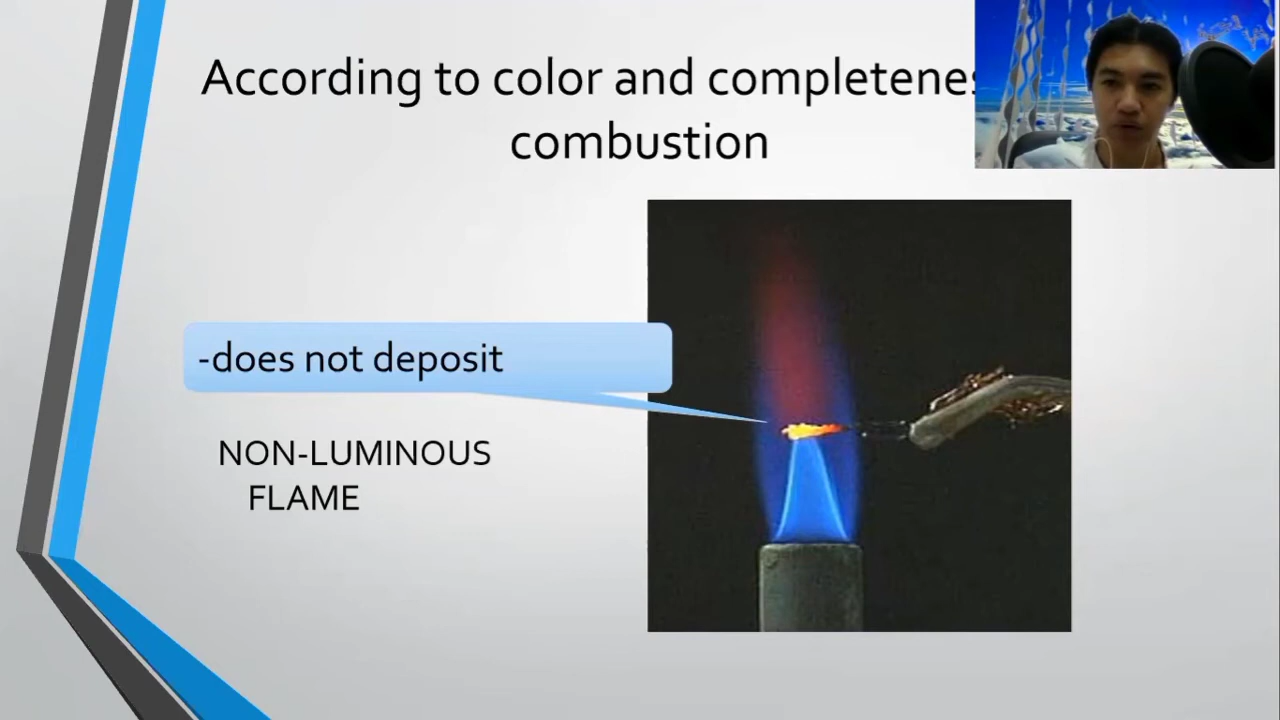 According to color and completenes
combustion
-does not deposit
NON-LUMINOUS
FLAME